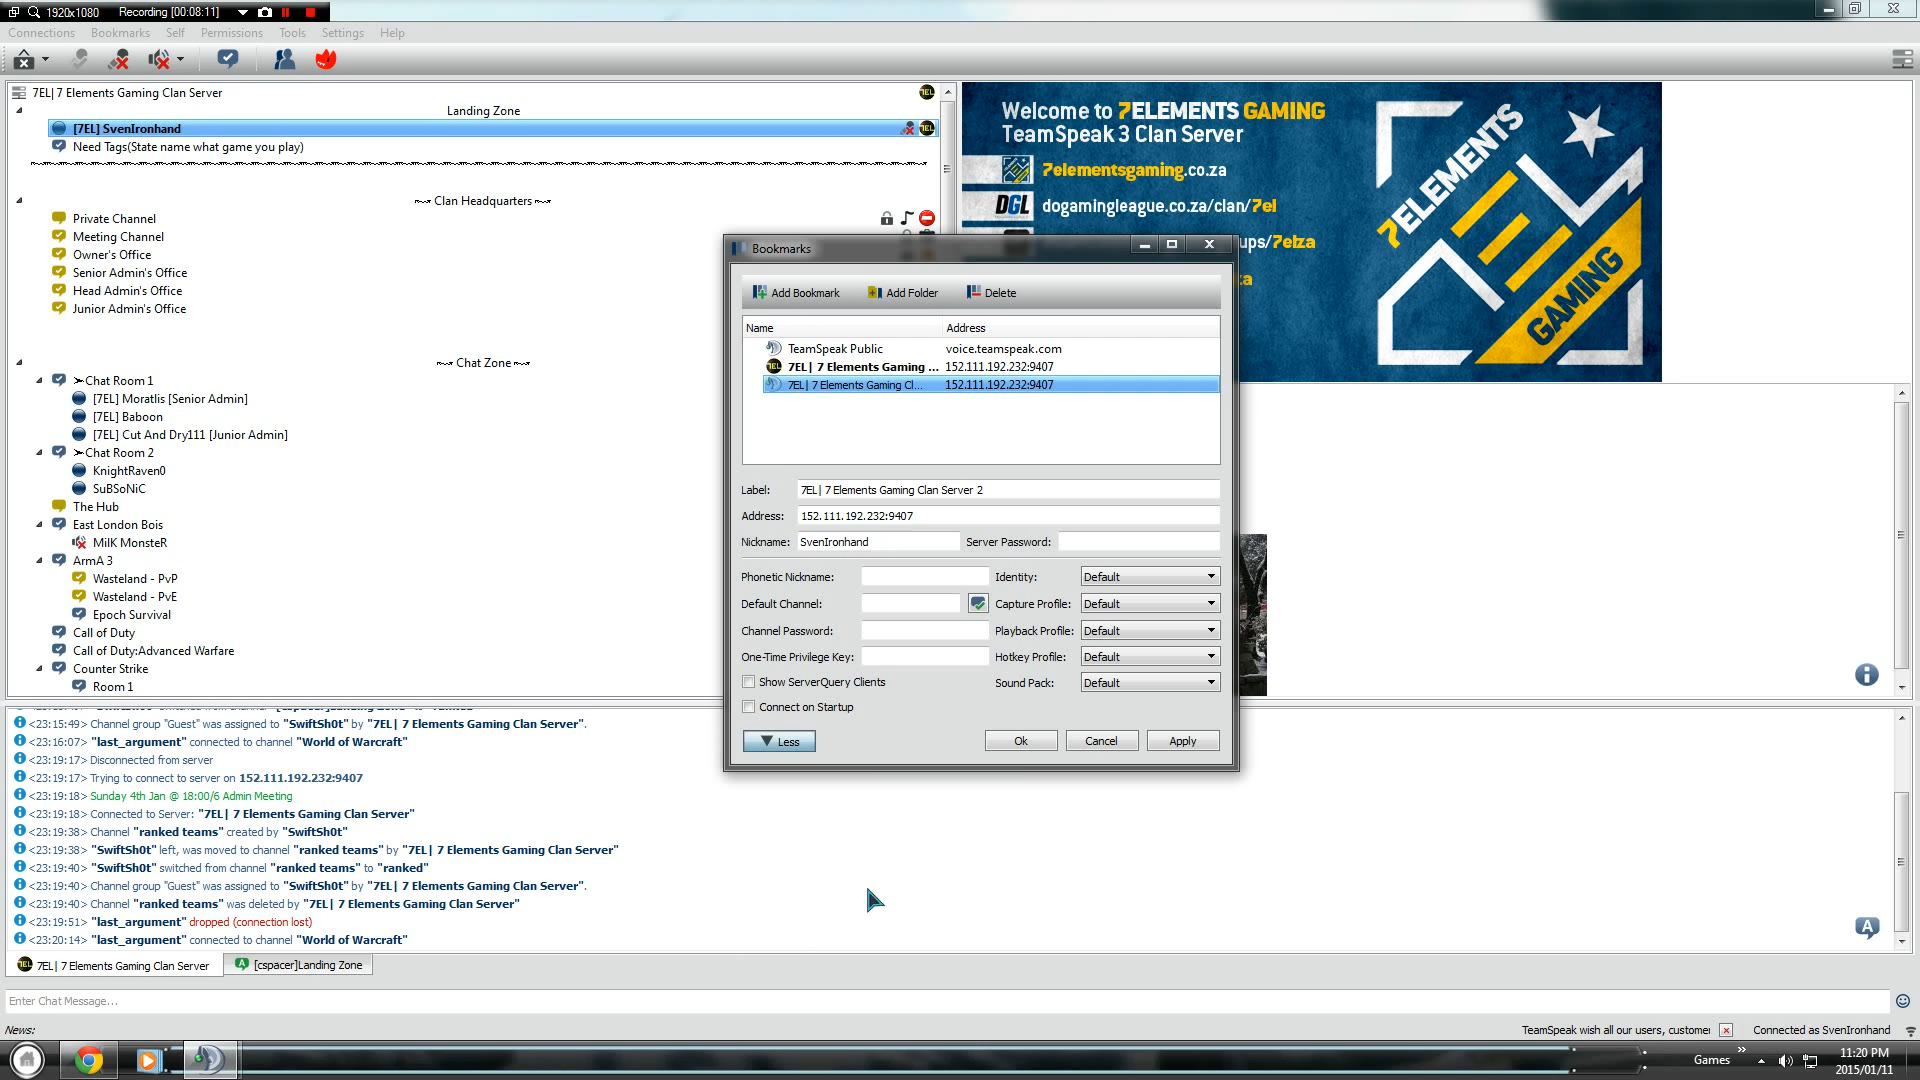 1920x1080 Recording [00:08:11]
Connections Bookmarks Self Permissions Tools Settings Help
7EL| 7 Elements Gaming Clan Server
Landing Zone
[7EL] SvenIronhand
Need Tags(State name what game you play)
Clan Headquarters
Private Channel
Meeting Channel
Owner's Office
Senior Admin's Office
Head Admin's Office
Junior Admin's Office
Chat Zone
➣Chat Room 1
[7EL] Moratlis [Senior Admin]
[7EL] Baboon
[7EL] Cut And Dry111 [Junior Admin]
➣Chat Room 2
KnightRaven0
SuBSoNiC
The Hub
East London Bois
MilK MonsteR
ArmA 3
Wasteland - PvP
Wasteland - PvE
Epoch Survival
Call of Duty
Call of Duty:Advanced Warfare
Counter Strike
Room 1
Welcome to 7ELEMENTS GAMING
TeamSpeak 3 Clan Server
7elementsgaming.co.za
DGL dogamingleague.co.za/clan/7el
ups/7elza
za
7ELEMENTS
GAMING
Bookmarks
Add Bookmark Add Folder Delete
Name Address
TeamSpeak Public voice.teamspeak.com
7EL| 7 Elements Gaming ... 152.111.192.232:9407
7EL| 7 Elements Gaming Cl... 152.111.192.232:9407
Label: 7EL| 7 Elements Gaming Clan Server 2
Address: 152.111.192.232:9407
Nickname: SvenIronhand Server Password:
Phonetic Nickname: Identity: Default
Default Channel: Capture Profile: Default
Channel Password: Playback Profile: Default
One-Time Privilege Key: Hotkey Profile: Default
Show ServerQuery Clients Sound Pack: Default
Connect on Startup
Less Ok Cancel Apply
<23:15:49> Channel group "Guest" was assigned to "SwiftSh0t" by "7EL| 7 Elements Gaming Clan Server".
<23:16:07> "last_argument" connected to channel "World of Warcraft"
<23:19:17> Disconnected from server
<23:19:17> Trying to connect to server on 152.111.192.232:9407
<23:19:18> Sunday 4th Jan @ 18:00/6 Admin Meeting
<23:19:18> Connected to Server: "7EL| 7 Elements Gaming Clan Server"
<23:19:38> Channel "ranked teams" created by "SwiftSh0t"
<23:19:38> "SwiftSh0t" left, was moved to channel "ranked teams" by "7EL| 7 Elements Gaming Clan Server"
<23:19:40> "SwiftSh0t" switched from channel "ranked teams" to "ranked"
<23:19:40> Channel group "Guest" was assigned to "SwiftSh0t" by "7EL| 7 Elements Gaming Clan Server".
<23:19:40> Channel "ranked teams" was deleted by "7EL| 7 Elements Gaming Clan Server"
<23:19:51> "last_argument" dropped (connection lost)
<23:20:14> "last_argument" connected to channel "World of Warcraft"
7EL| 7 Elements Gaming Clan Server [cspacer]Landing Zone
Enter Chat Message...
News: TeamSpeak wish all our users, customer Connected as SvenIronhand
Games 11:20 PM
2015/01/11